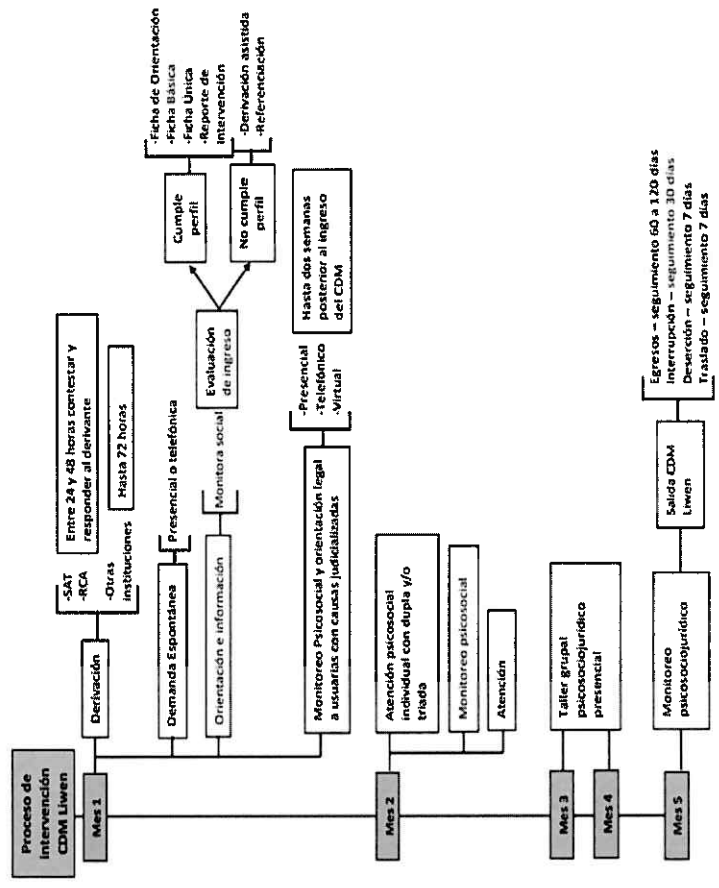 Proceso de
intervención
CDM Liwen
Mes 1
Derivación
-SAT
-RCA
-Otras
instituciones
Entre 24 y 48 horas contestar y
responder al derivante
Hasta 72 horas
Demanda Espontánea
Presencial o telefónica
Orientación e información
Monitora social
Evaluación
de ingreso
Cumple
perfil
-Ficha de Orientación
-Ficha Básica
-Ficha Única
-Reporte de
intervención
No cumple
perfil
-Derivación asistida
-Referenciación
Monitoreo Psicosocial y orientación legal
a usuarias con causas judicializadas
-Presencial
-Telefónico
-Virtual
Hasta dos semanas
posterior al ingreso
del CDM
Mes 2
Atención psicosocial
individual con dupla y/o
triada
Monitoreo psicosocial
Atención
Mes 3
Mes 4
Taller grupal
psicosociojurídico
presencial
Mes 5
Monitoreo
psicosociojurídico
Salida CDM
Liwen
Egresos – seguimiento 60 a 120 días
Interrupción – seguimiento 30 días
Deserción – seguimiento 7 días
Traslado – seguimiento 7 días